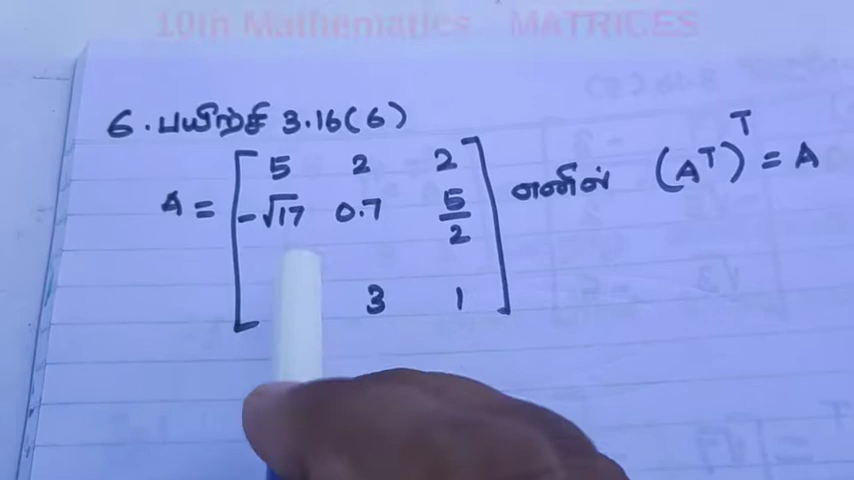 10th Mathematics MATRICES
6. பயிற்சி 3.16(6)
A = [ 5 2 2
-√17 0.7 5/2
3 1 ] எனில் (Aᵀ)ᵀ = A